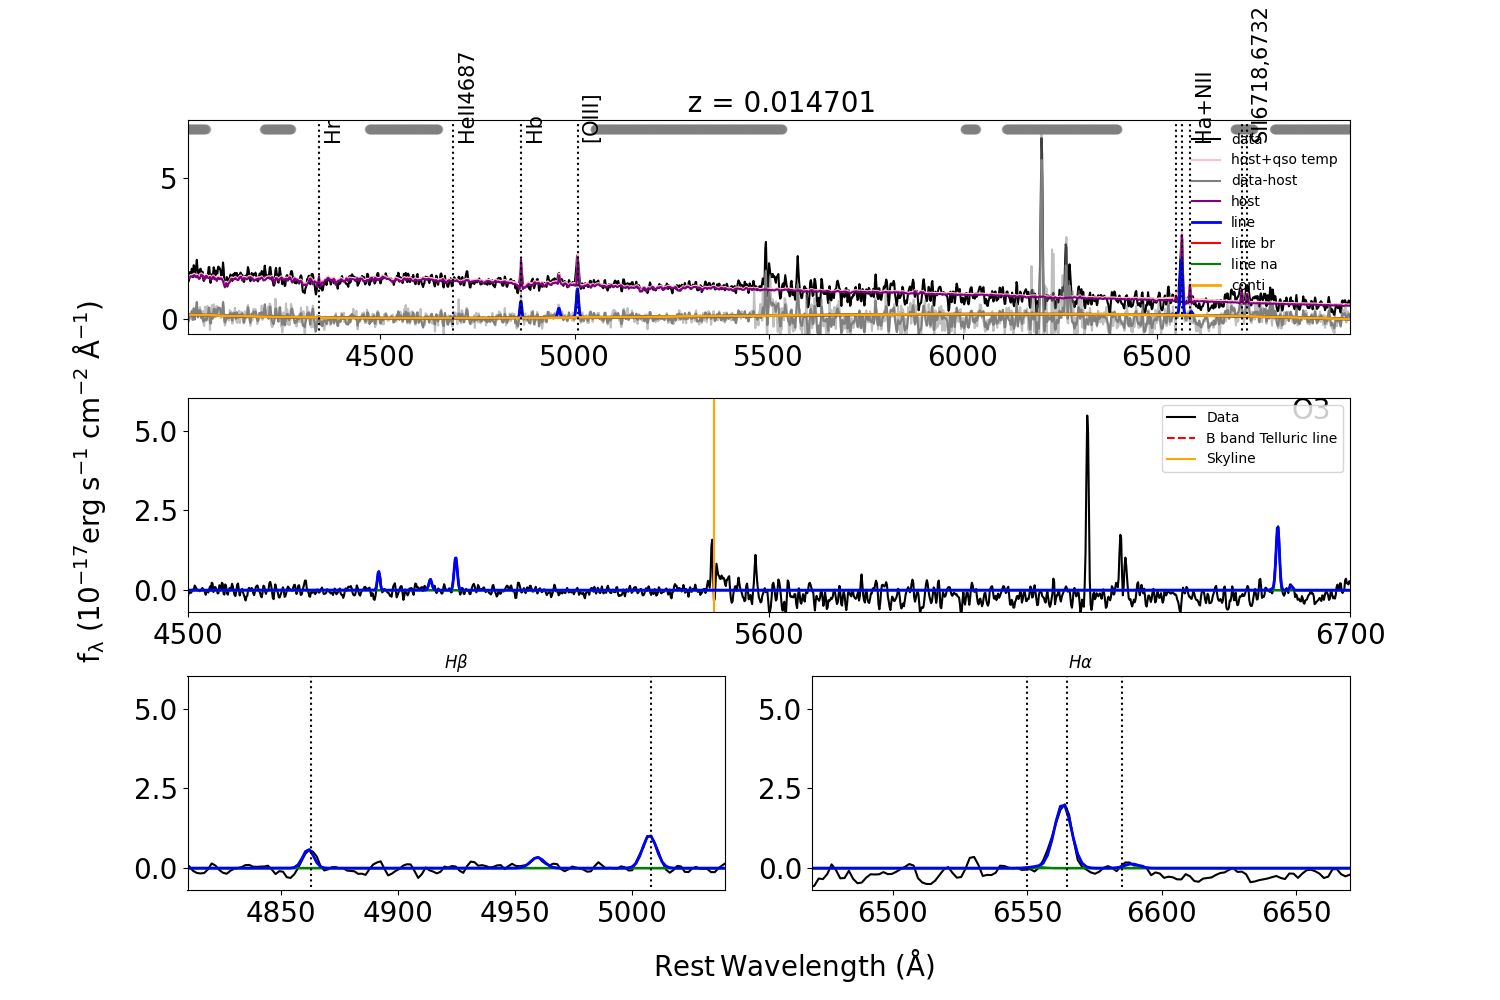 z = 0.014701
Hr
HeII4687
Hb
[OIII]
Ha+NII
SII6718,6732
data
host+qso temp
data-host
host
line
line br
line na
conti
5
0
4500 5000 5500 6000 6500
f_λ (10⁻¹⁷erg s⁻¹ cm⁻² Å⁻¹)
O3
Data
B band Telluric line
Skyline
5.0
2.5
0.0
4500 5600 6700
Hβ
5.0
2.5
0.0
4850 4900 4950 5000
Hα
5.0
2.5
0.0
6500 6550 6600 6650
Rest Wavelength (Å)